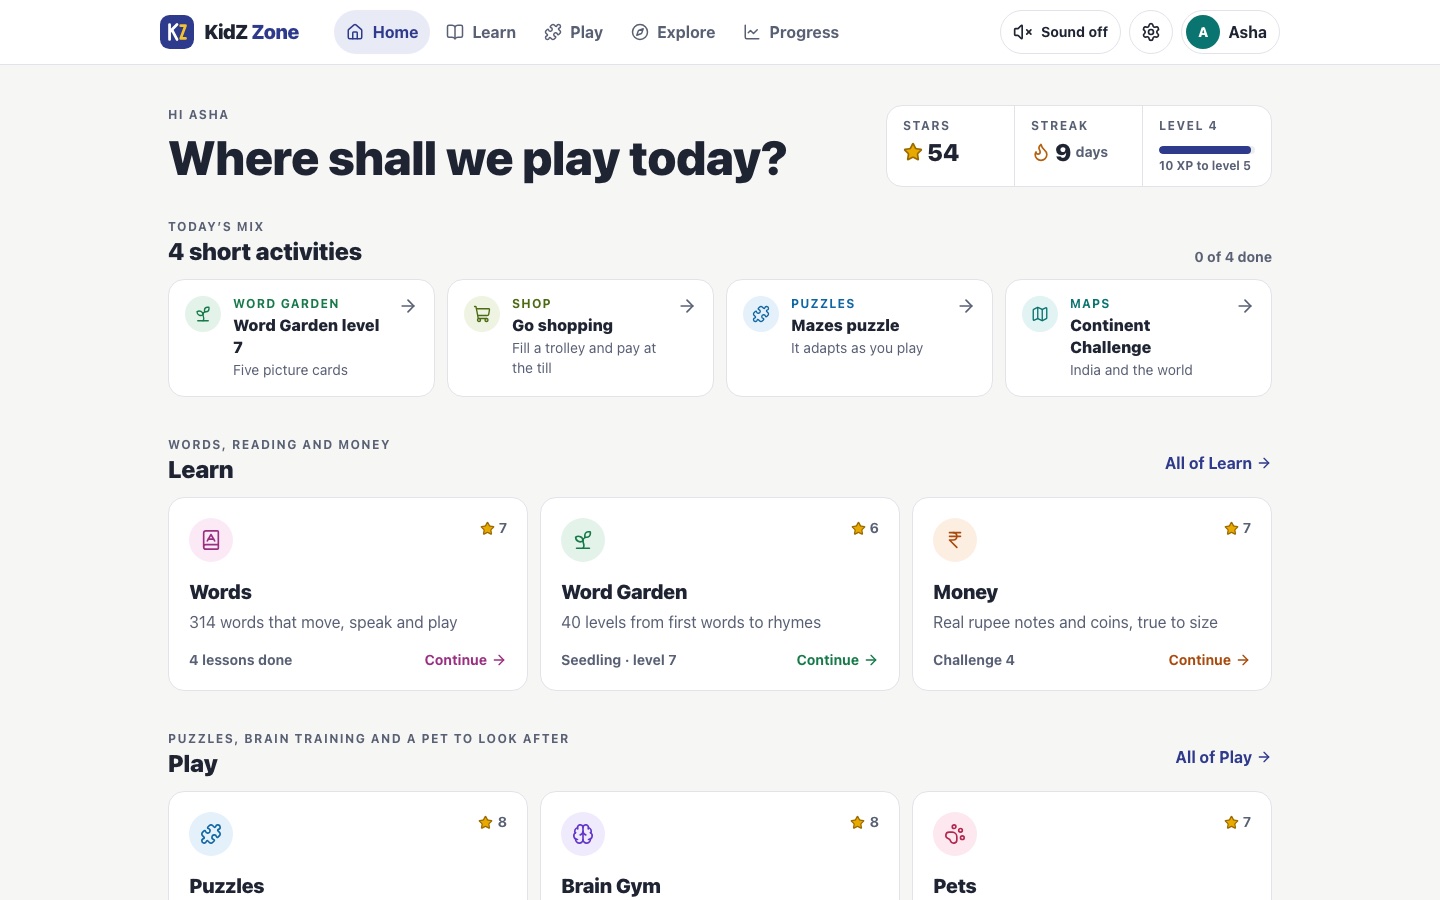 KZ KidZ Zone
Home
Learn
Play
Explore
Progress
Sound off
A Asha
HI ASHA
Where shall we play today?
STARS
54
STREAK
9 days
LEVEL 4
10 XP to level 5
TODAY'S MIX
4 short activities
0 of 4 done
WORD GARDEN
Word Garden level
7
Five picture cards
SHOP
Go shopping
Fill a trolley and pay at
the till
PUZZLES
Mazes puzzle
It adapts as you play
MAPS
Continent
Challenge
India and the world
WORDS, READING AND MONEY
Learn
All of Learn →
A
7
Words
314 words that move, speak and play
4 lessons done
Continue →
6
Word Garden
40 levels from first words to rhymes
Seedling · level 7
Continue →
₹
7
Money
Real rupee notes and coins, true to size
Challenge 4
Continue →
PUZZLES, BRAIN TRAINING AND A PET TO LOOK AFTER
Play
All of Play →
8
Puzzles
8
Brain Gym
7
Pets